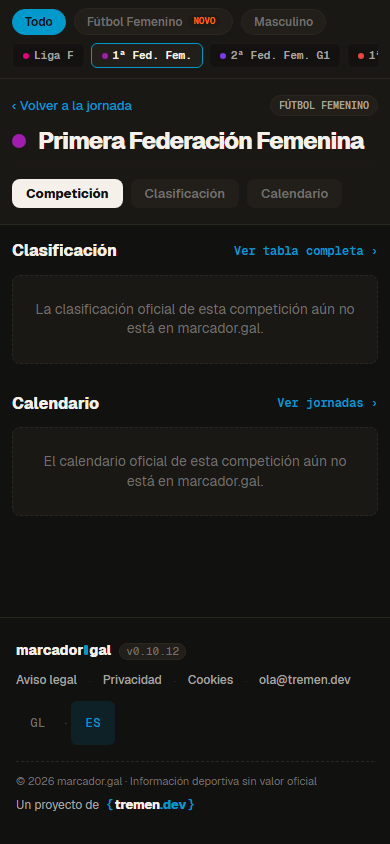 Todo Fútbol Femenino NOVO Masculino
Liga F 1ª Fed. Fem. 2ª Fed. Fem. G1
‹ Volver a la jornada FÚTBOL FEMENINO
Primera Federación Femenina
Competición Clasificación Calendario
Clasificación Ver tabla completa ›
La clasificación oficial de esta competición aún no
está en marcador.gal.
Calendario Ver jornadas ›
El calendario oficial de esta competición aún no
está en marcador.gal.
marcador gal v0.10.12
Aviso legal · Privacidad · Cookies · ola@tremen.dev
GL · ES
© 2026 marcador.gal · Información deportiva sin valor oficial
Un proyecto de {tremen.dev}